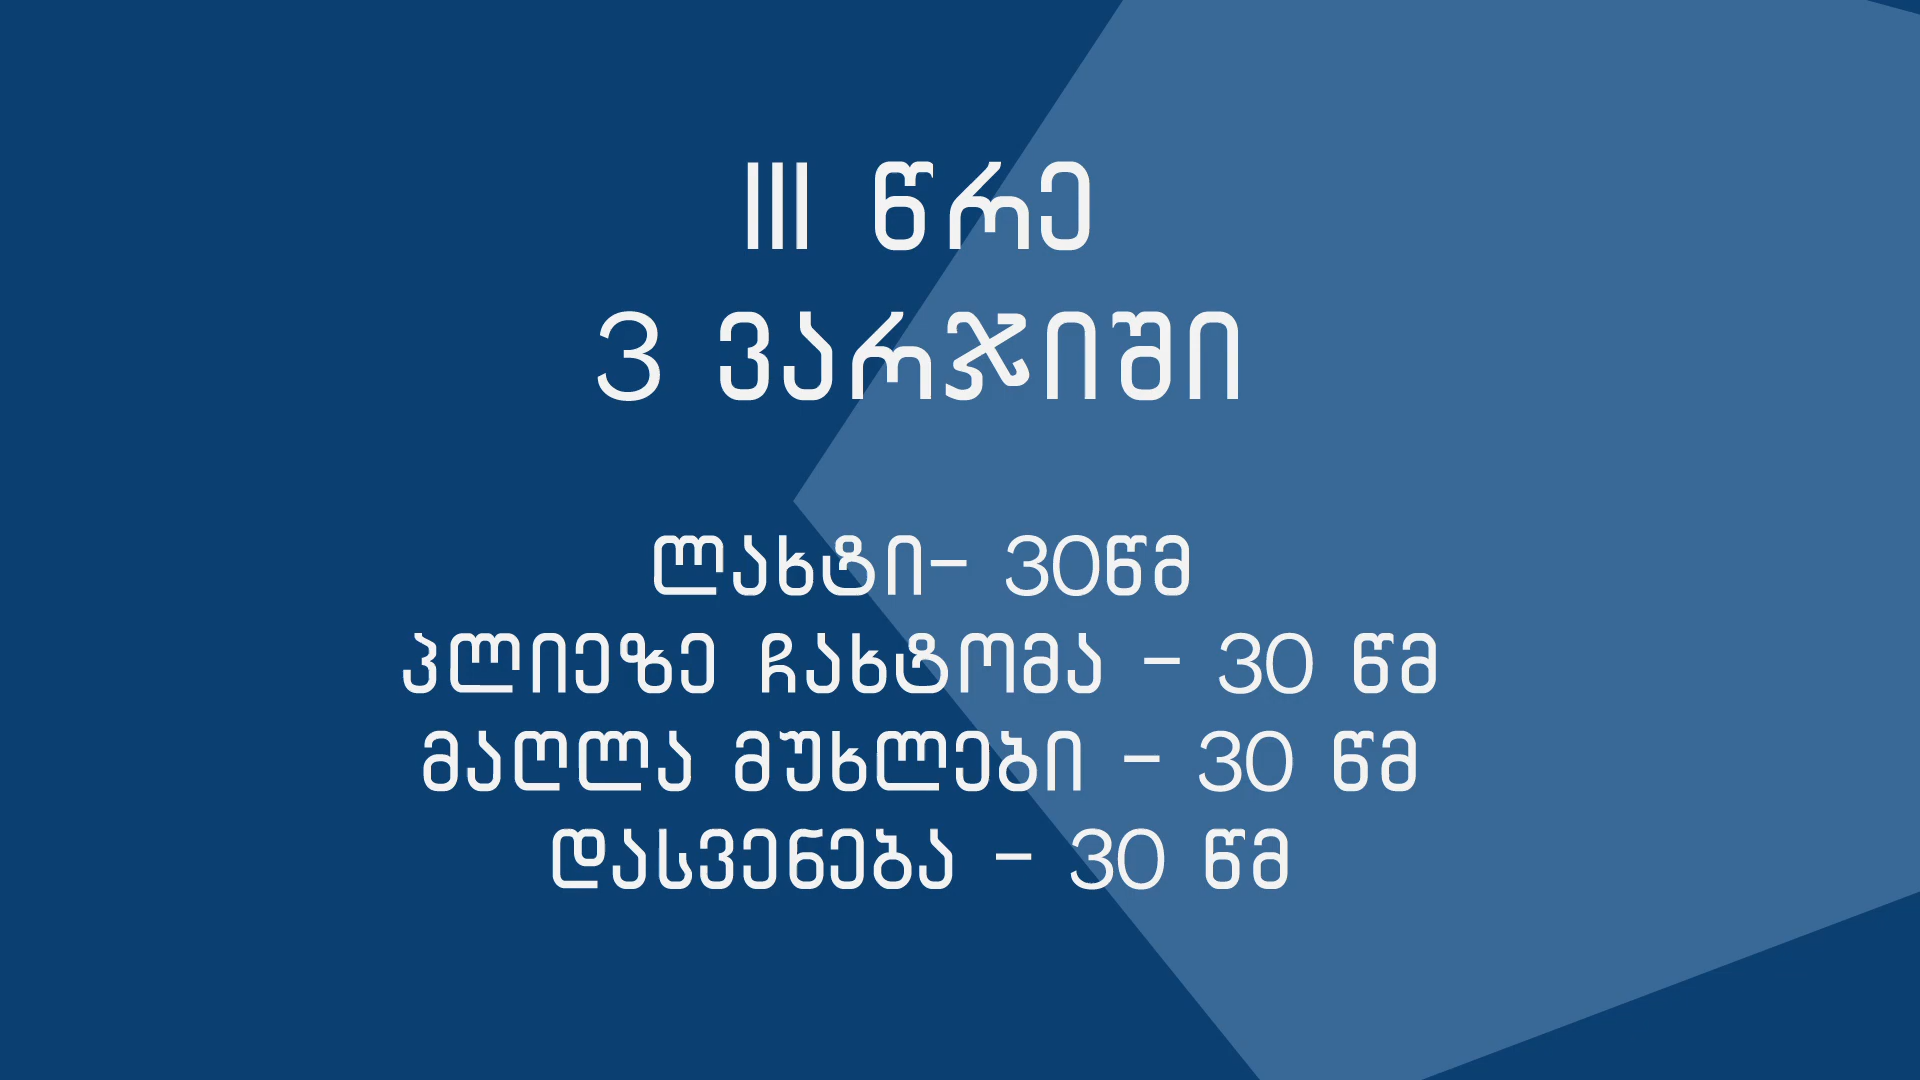 III წრე
3 ვარჯიში
ლახტი- 30წმ
პლიეზე ჩახტომა - 30 წმ
მაღლა მუხლები - 30 წმ
დასვენება - 30 წმ